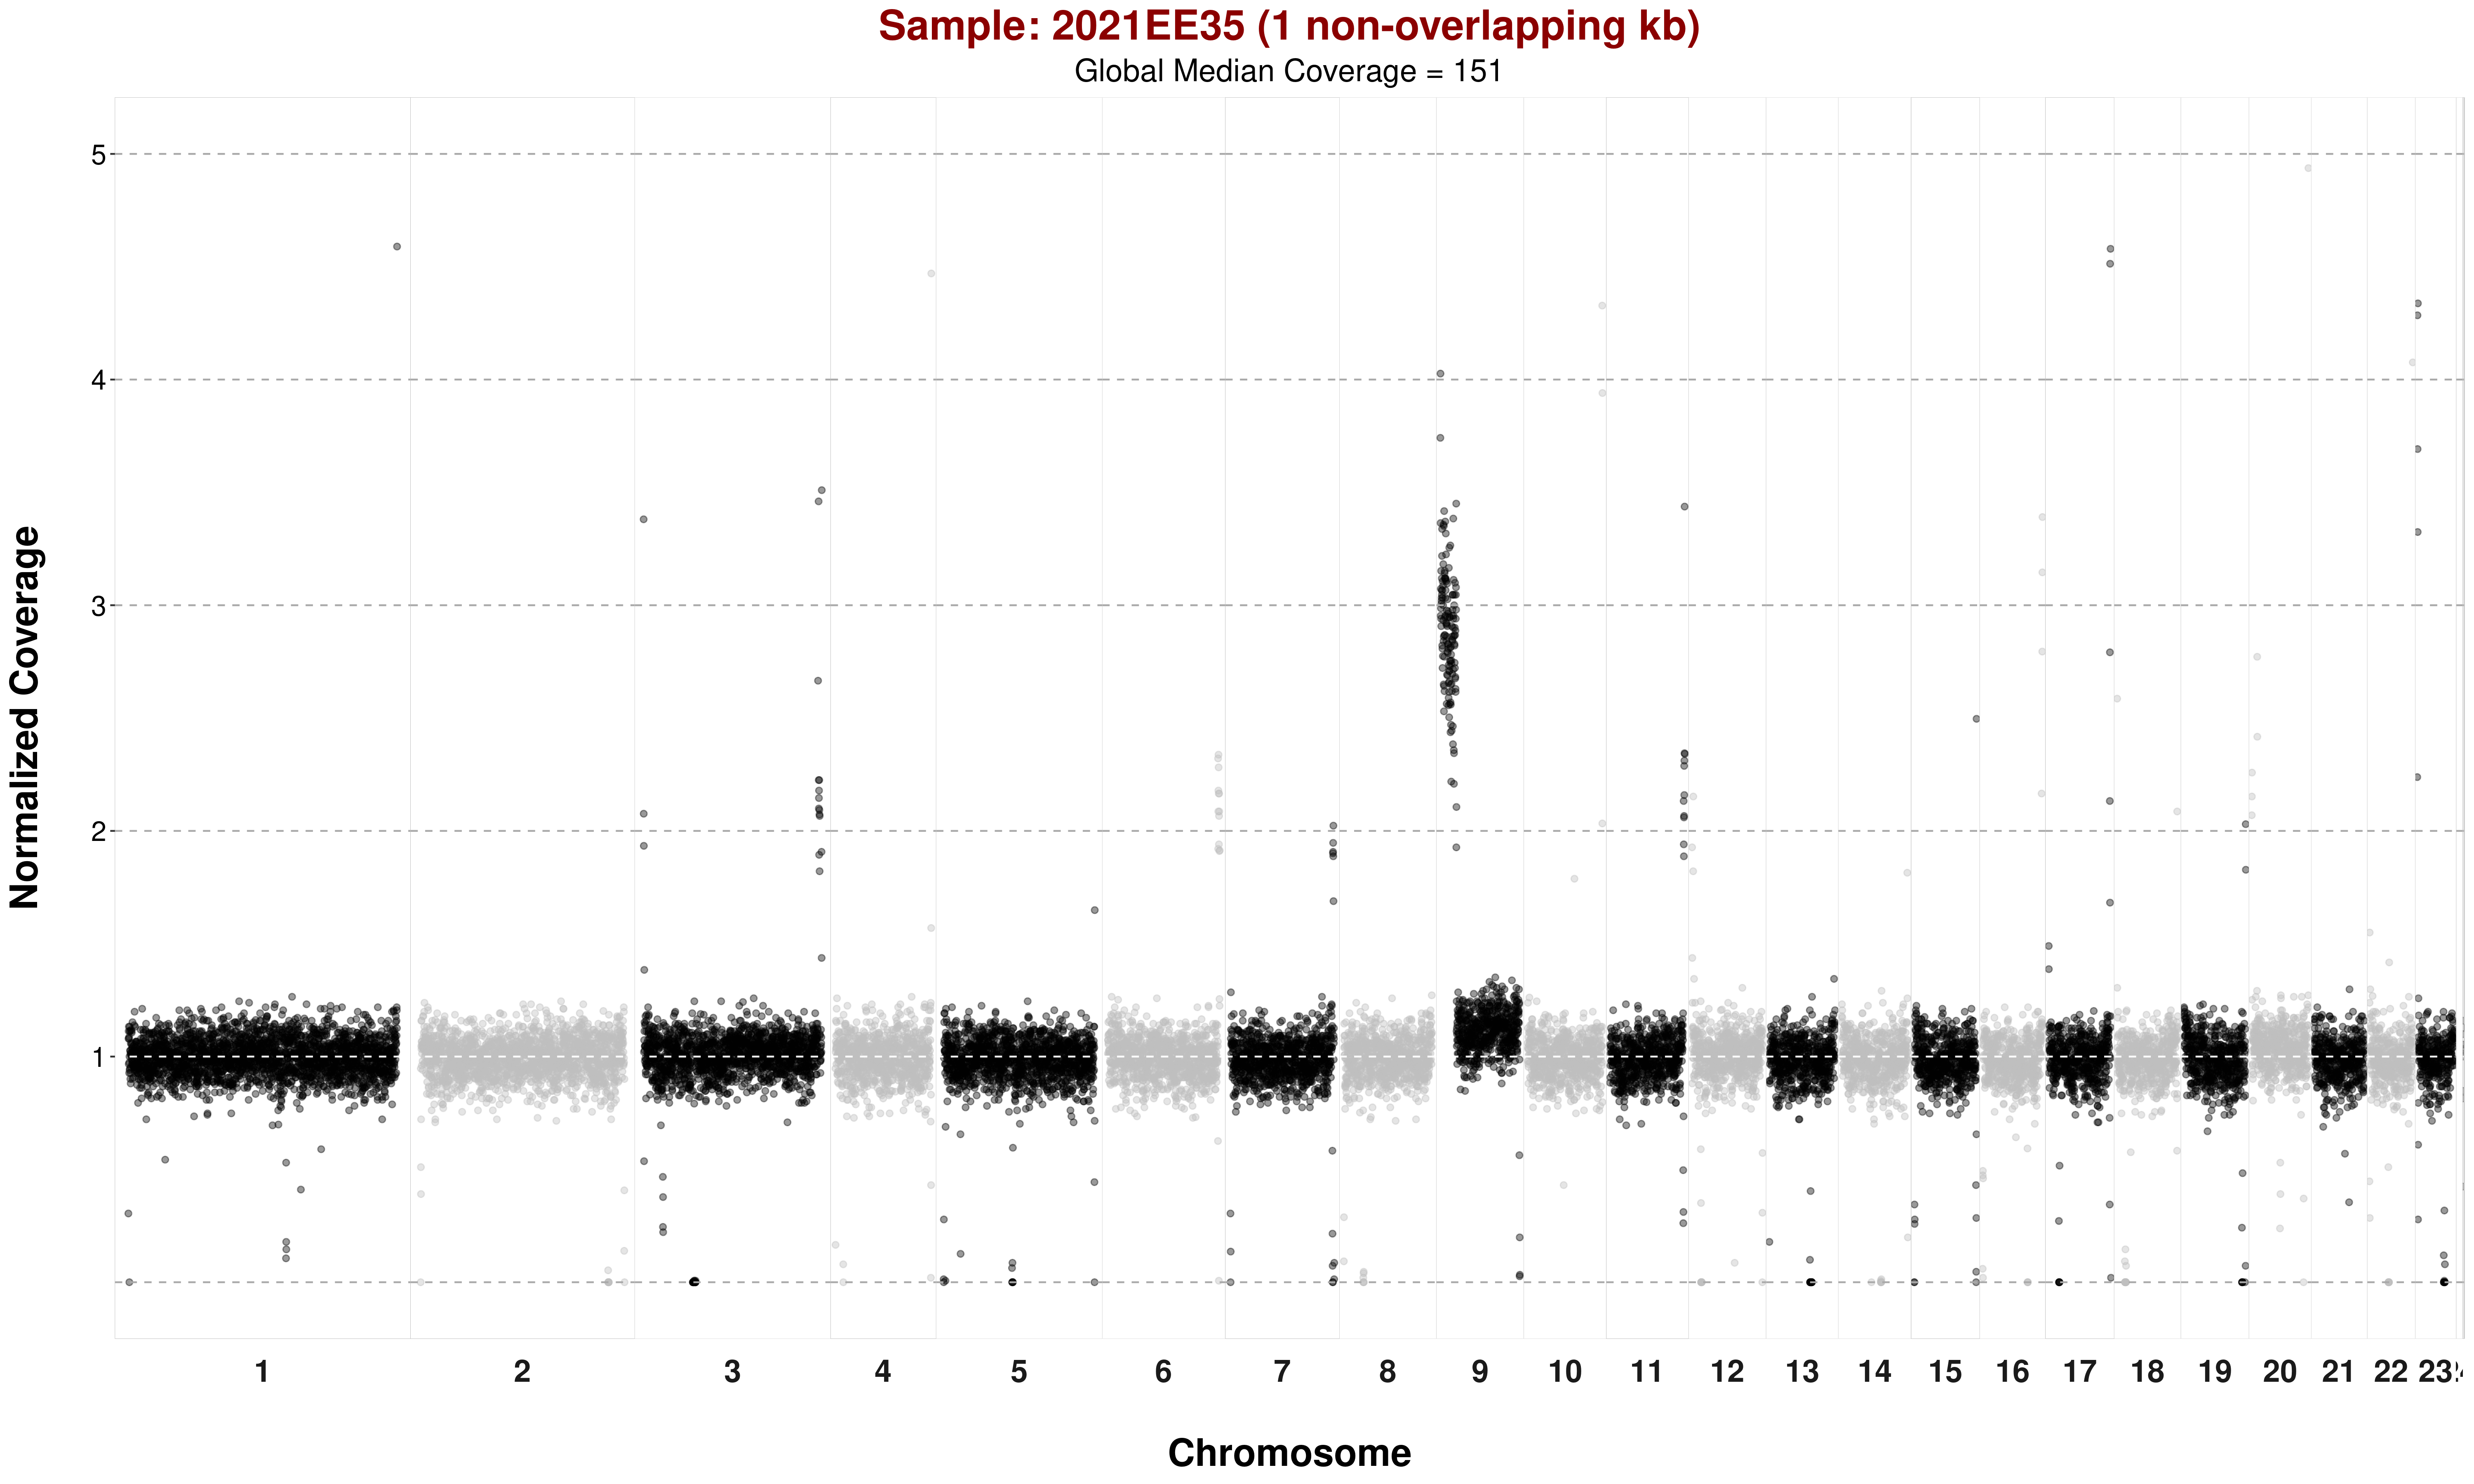 Sample: 2021EE35 (1 non-overlapping kb)
Global Median Coverage = 151
Normalized Coverage
5
4
3
2
1
1 2 3 4 5 6 7 8 9 10 11 12 13 14 15 16 17 18 19 20 21 22 23
Chromosome